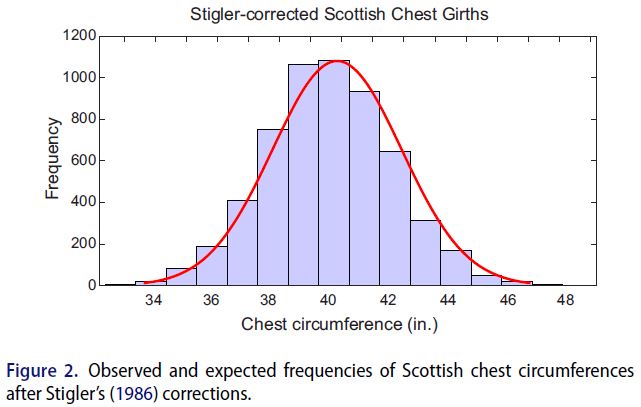 Stigler-corrected Scottish Chest Girths
1200
1000
800
600
400
200
0
Frequency
34 36 38 40 42 44 46 48
Chest circumference (in.)
Figure 2. Observed and expected frequencies of Scottish chest circumferences
after Stigler's (1986) corrections.